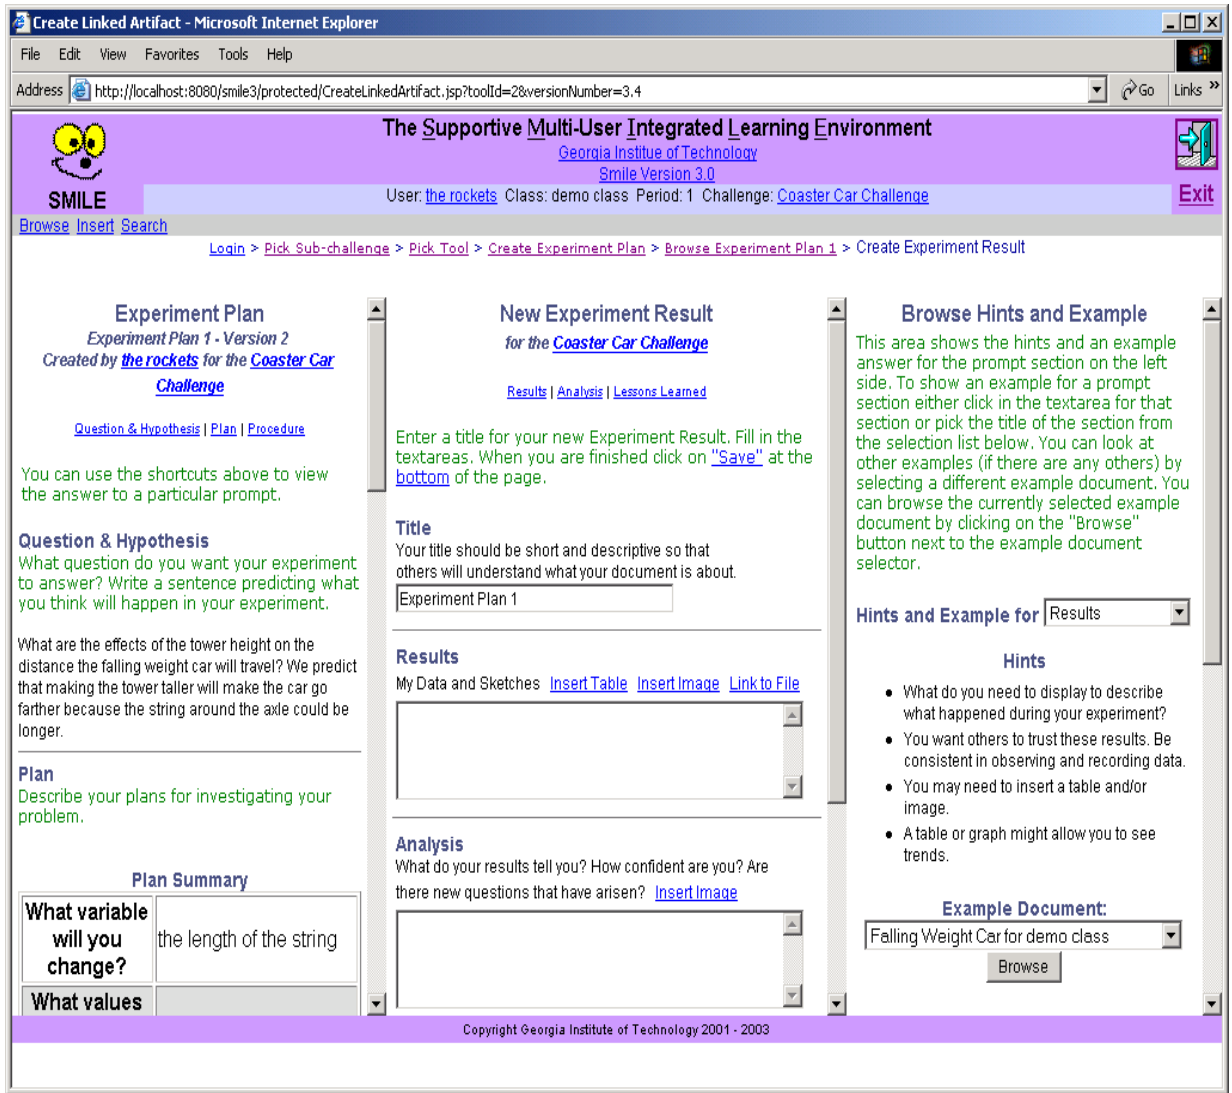 Create Linked Artifact - Microsoft Internet Explorer
File Edit View Favorites Tools Help
Address http://localhost:8080/smile3/protected/CreateLinkedArtifact.jsp?toolId=2&versionNumber=3.4 Go Links »
The Supportive Multi-User Integrated Learning Environment
Georgia Institue of Technology
Smile Version 3.0
SMILE
User: the rockets Class: demo class Period: 1 Challenge: Coaster Car Challenge
Exit
Browse Insert Search
Login > Pick Sub-challenge > Pick Tool > Create Experiment Plan > Browse Experiment Plan 1 > Create Experiment Result
Experiment Plan
Experiment Plan 1 - Version 2
Created by the rockets for the Coaster Car
Challenge
Question & Hypothesis | Plan | Procedure
You can use the shortcuts above to view
the answer to a particular prompt.
Question & Hypothesis
What question do you want your experiment
to answer? Write a sentence predicting what
you think will happen in your experiment.
What are the effects of the tower height on the
distance the falling weight car will travel? We predict
that making the tower taller will make the car go
farther because the string around the axle could be
longer.
Plan
Describe your plans for investigating your
problem.
Plan Summary
What variable
will you
change?
the length of the string
What values
New Experiment Result
for the Coaster Car Challenge
Results | Analysis | Lessons Learned
Enter a title for your new Experiment Result. Fill in the
textareas. When you are finished click on "Save" at the
bottom of the page.
Title
Your title should be short and descriptive so that
others will understand what your document is about.
Experiment Plan 1
Results
My Data and Sketches Insert Table Insert Image Link to File
Analysis
What do your results tell you? How confident are you? Are
there new questions that have arisen? Insert Image
Browse Hints and Example
This area shows the hints and an example
answer for the prompt section on the left
side. To show an example for a prompt
section either click in the textarea for that
section or pick the title of the section from
the selection list below. You can look at
other examples (if there are any others) by
selecting a different example document. You
can browse the currently selected example
document by clicking on the "Browse"
button next to the example document
selector.
Hints and Example for Results
Hints
• What do you need to display to describe
what happened during your experiment?
• You want others to trust these results. Be
consistent in observing and recording data.
• You may need to insert a table and/or
image.
• A table or graph might allow you to see
trends.
Example Document:
Falling Weight Car for demo class
Browse
Copyright Georgia Institute of Technology 2001 - 2003